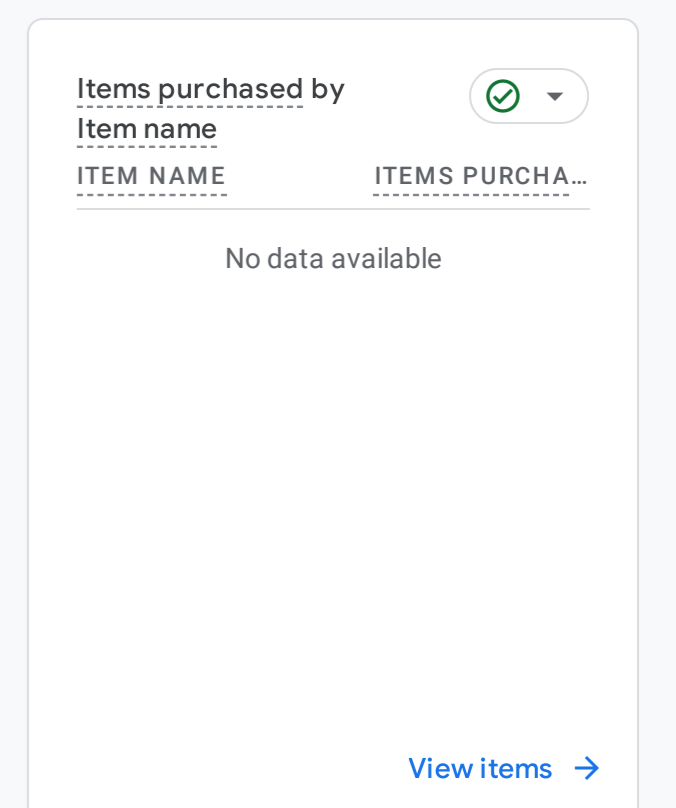 Items purchased by
Item name
ITEM NAME ITEMS PURCHA...
No data available
View items